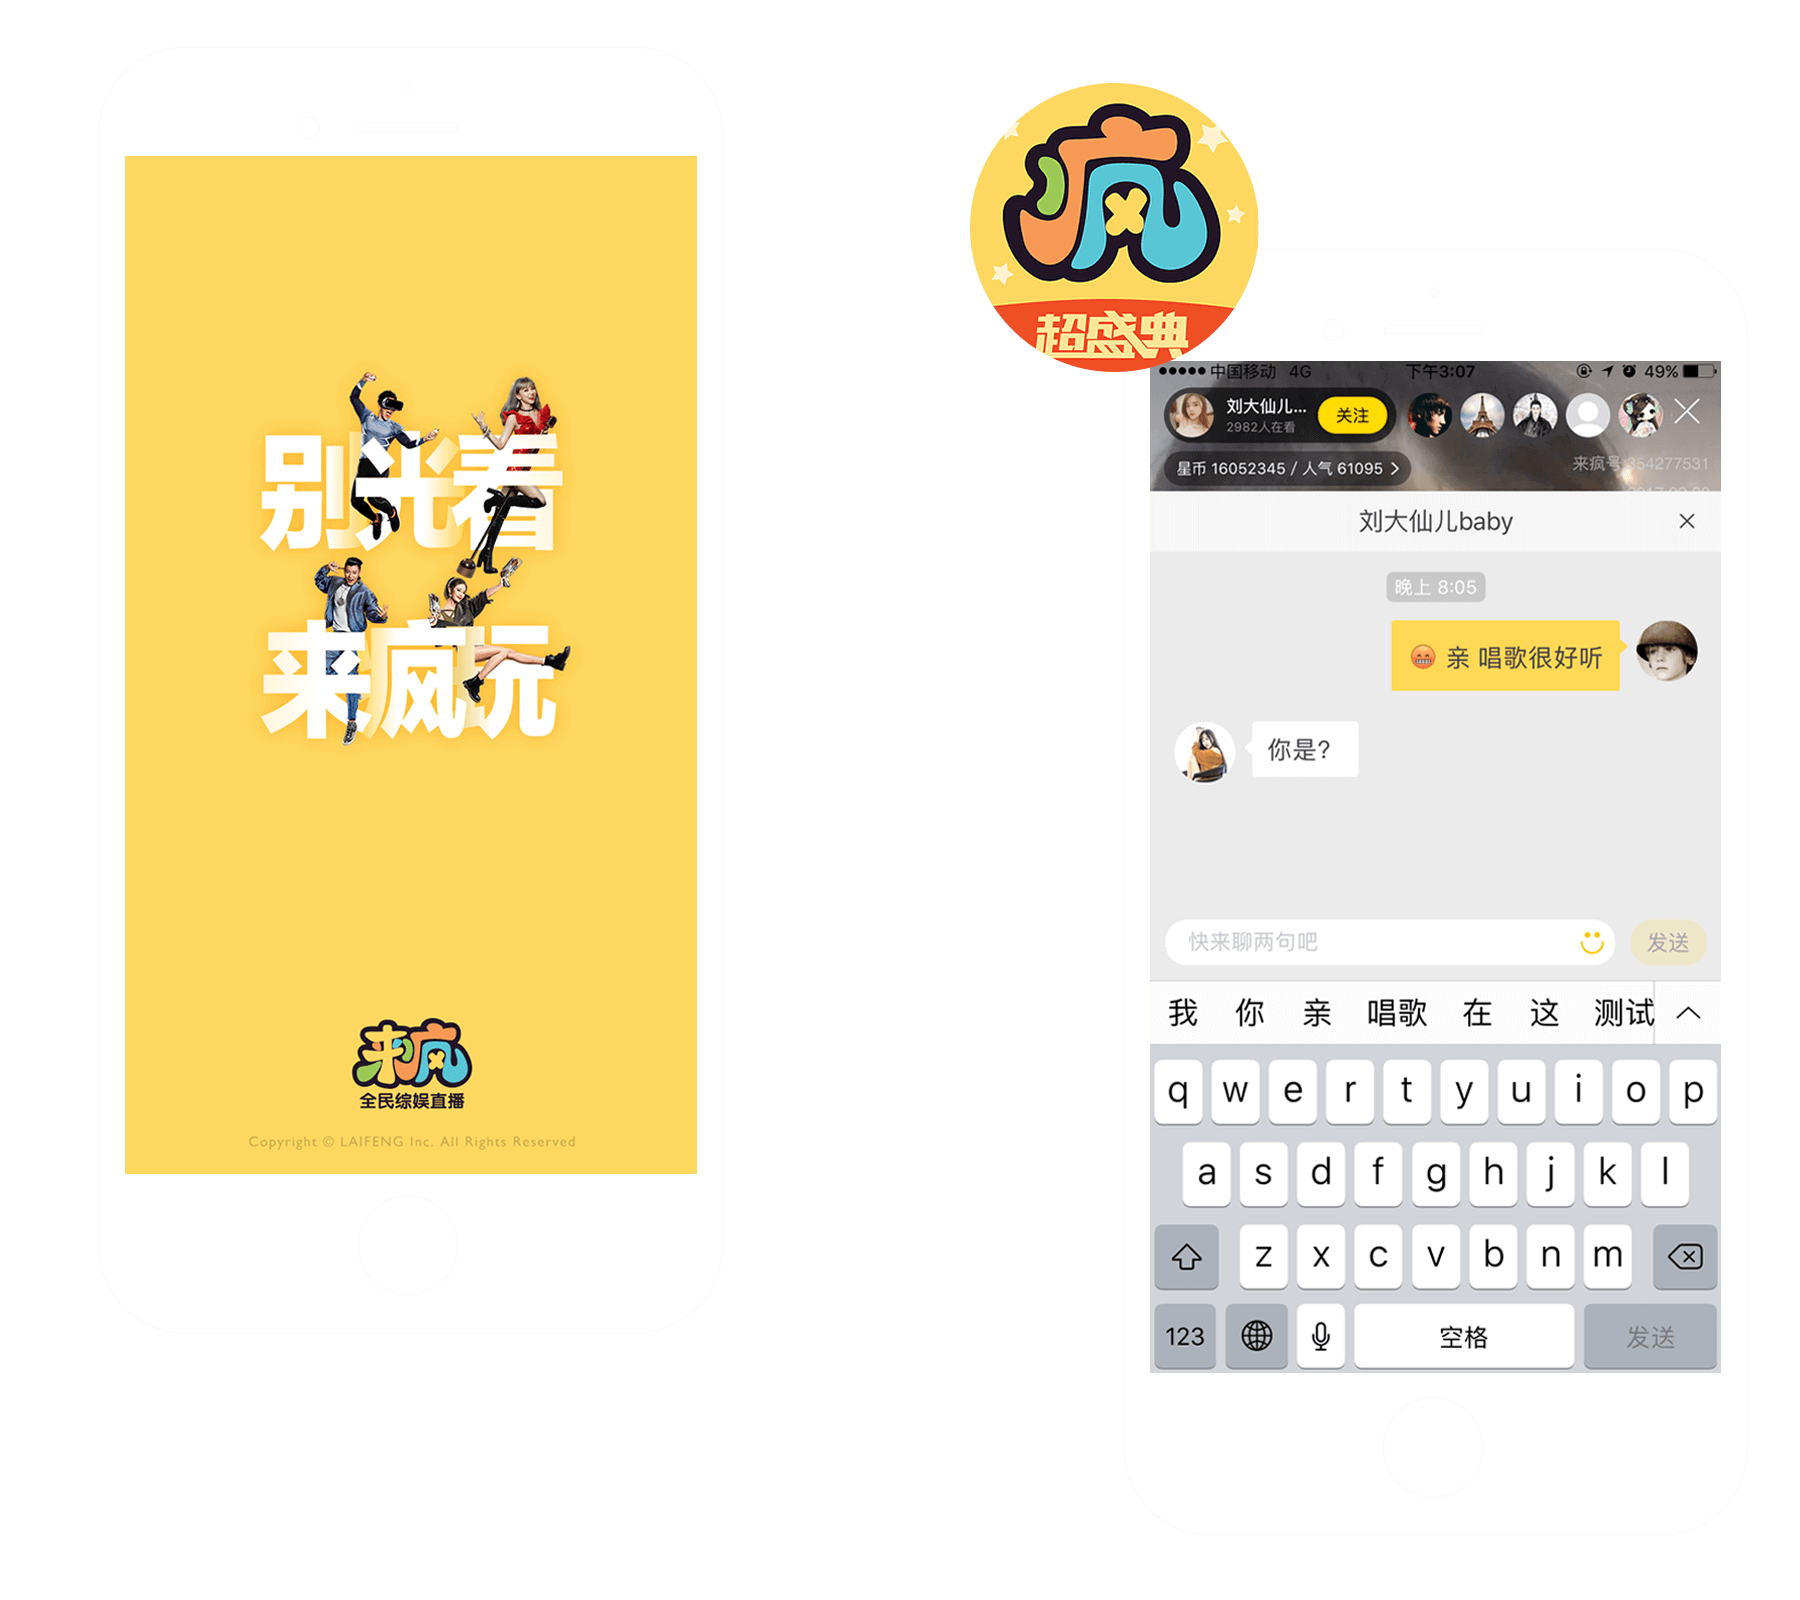 别光看
来疯玩
来疯
全民综娱直播
Copyright © LAIFENG Inc. All Rights Reserved
疯
超盛典
中国移动 4G 下午3:07 49%
刘大仙儿...
2982人在看
关注
星币 16052345 / 人气 61095 >
来疯号 354277531
刘大仙儿baby
晚上 8:05
😁 亲 唱歌很好听
你是?
快来聊两句吧
发送
我 你 亲 唱歌 在 这 测试
q w e r t y u i o p
a s d f g h j k l
z x c v b n m
123 空格 发送